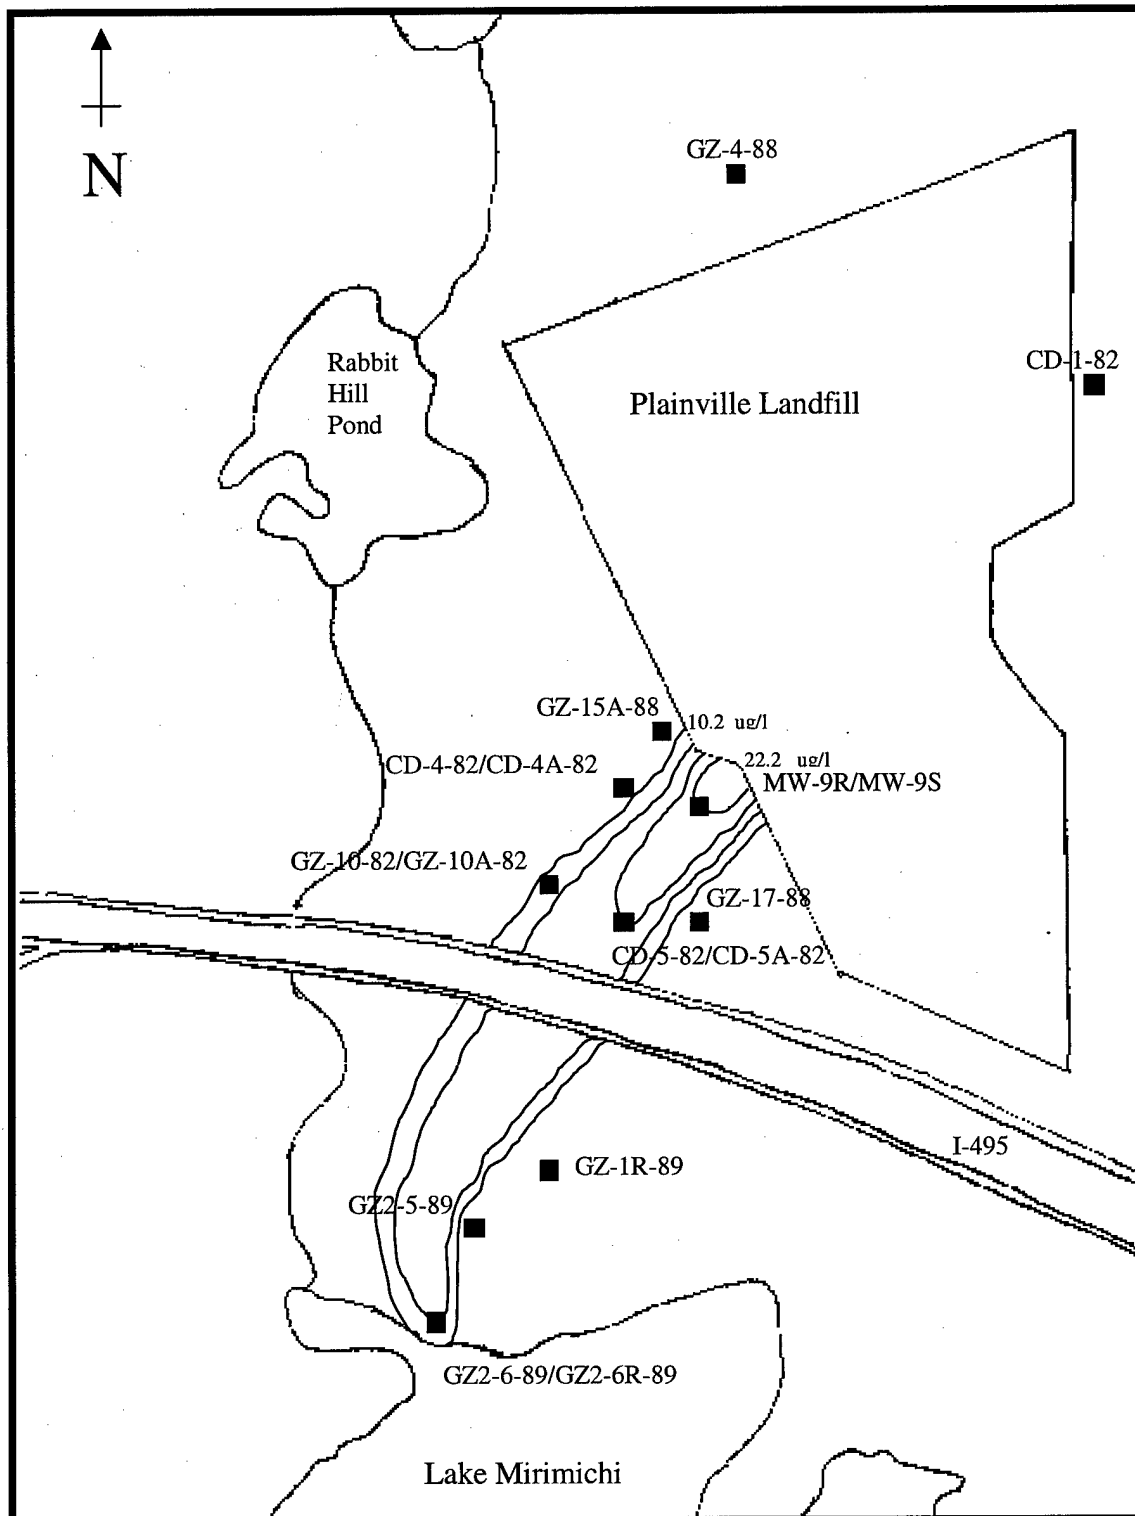 N
GZ-4-88
CD-1-82
Rabbit
Hill
Pond
Plainville Landfill
GZ-15A-88
10.2 ug/l
CD-4-82/CD-4A-82
22.2 ug/l
MW-9R/MW-9S
GZ-10-82/GZ-10A-82
GZ-17-88
CD-5-82/CD-5A-82
I-495
GZ-1R-89
GZ2-5-89
GZ2-6-89/GZ2-6R-89
Lake Mirimichi